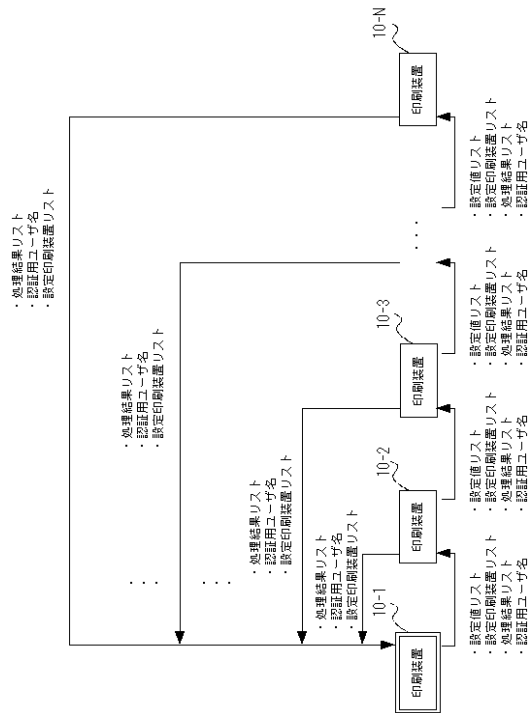 ・処理結果リスト
・認証用ユーザ名
・設定印刷装置リスト
・処理結果リスト
・認証用ユーザ名
・設定印刷装置リスト
・処理結果リスト
・認証用ユーザ名
・設定印刷装置リスト
・処理結果リスト
・認証用ユーザ名
・設定印刷装置リスト
・・・
・・・
10-1
印刷装置
10-2
印刷装置
10-3
印刷装置
・・・
10-N
印刷装置
・設定値リスト
・設定印刷装置リスト
・処理結果リスト
・認証用ユーザ名
・設定値リスト
・設定印刷装置リスト
・処理結果リスト
・認証用ユーザ名
・設定値リスト
・設定印刷装置リスト
・処理結果リスト
・認証用ユーザ名
・設定値リスト
・設定印刷装置リスト
・処理結果リスト
・認証用ユーザ名